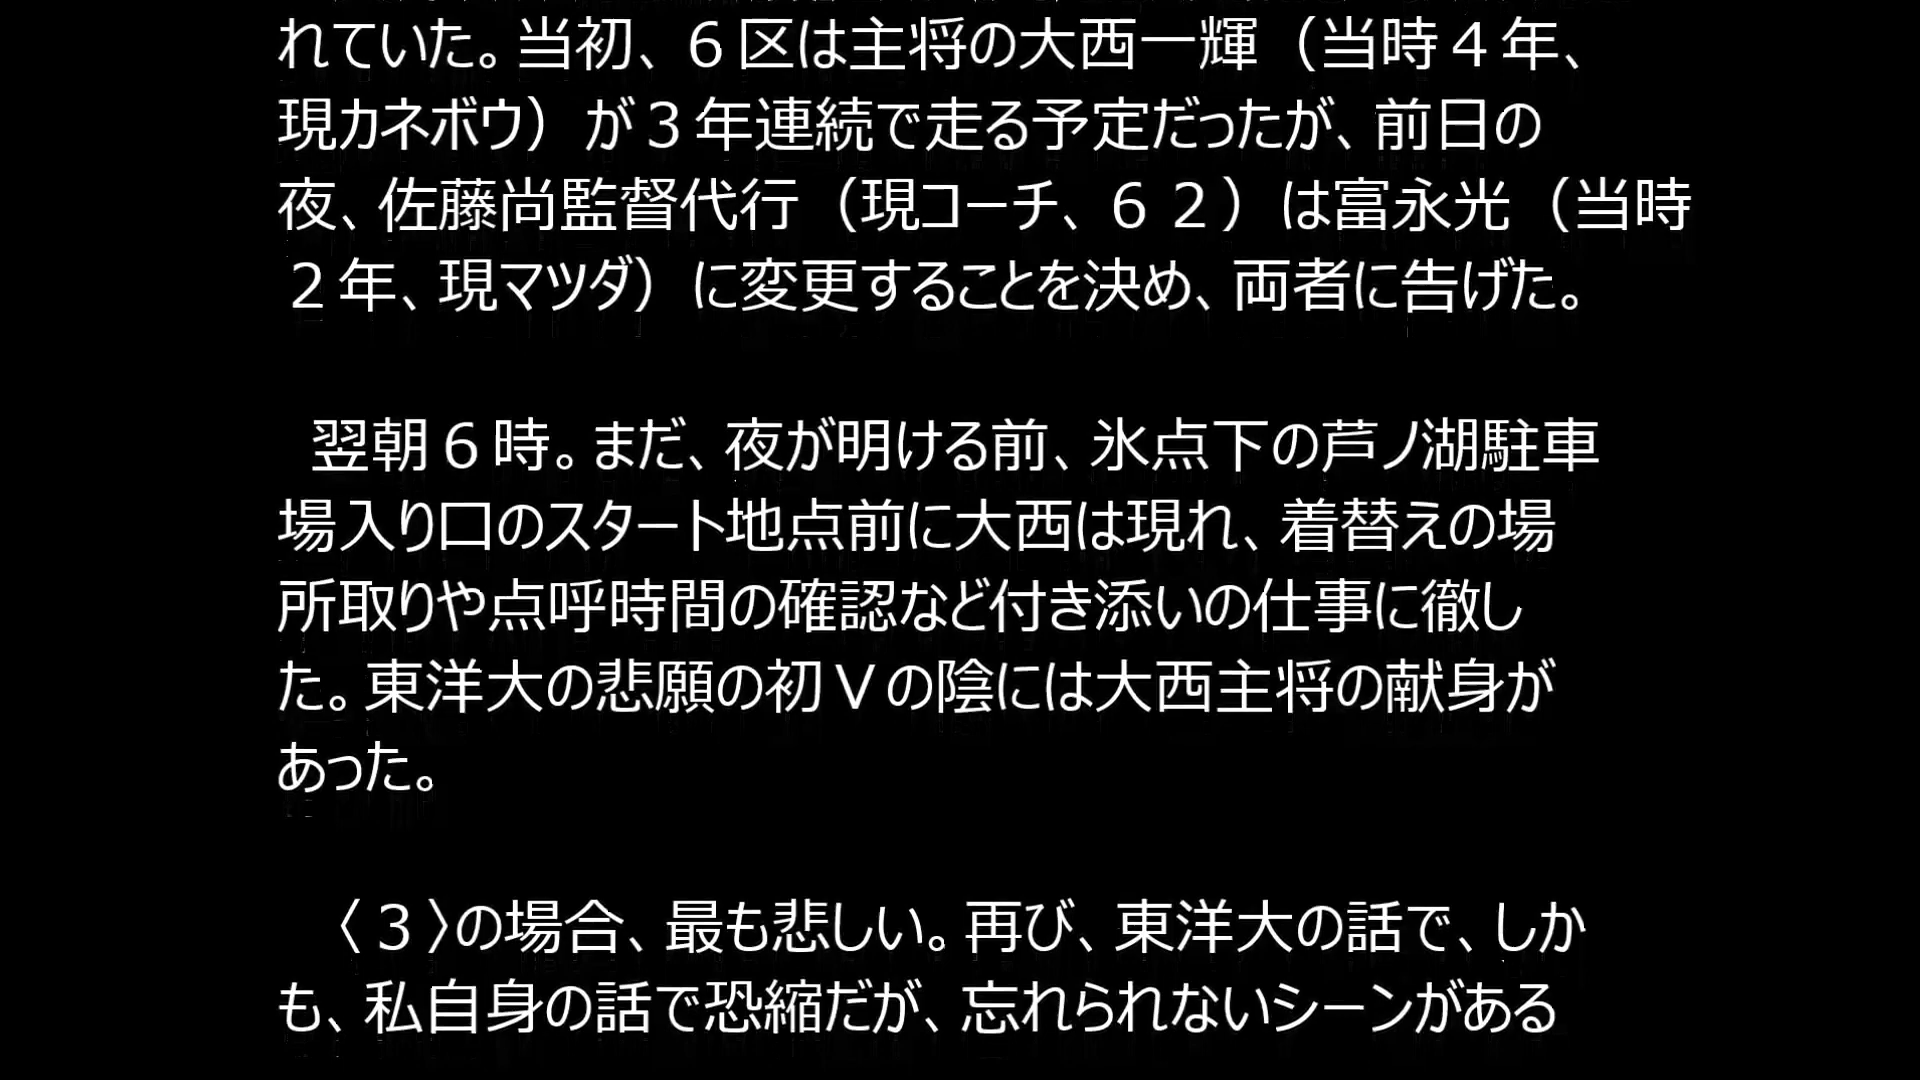 れていた。当初、６区は主将の大西一輝（当時４年、
現カネボウ）が３年連続で走る予定だったが、前日の
夜、佐藤尚監督代行（現コーチ、６２）は富永光（当時
２年、現マツダ）に変更することを決め、両者に告げた。
翌朝６時。まだ、夜が明ける前、氷点下の芦ノ湖駐車
場入り口のスタート地点前に大西は現れ、着替えの場
所取りや点呼時間の確認など付き添いの仕事に徹し
た。東洋大の悲願の初Ｖの陰には大西主将の献身が
あった。
〈３〉の場合、最も悲しい。再び、東洋大の話で、しか
も、私自身の話で恐縮だが、忘れられないシーンがある